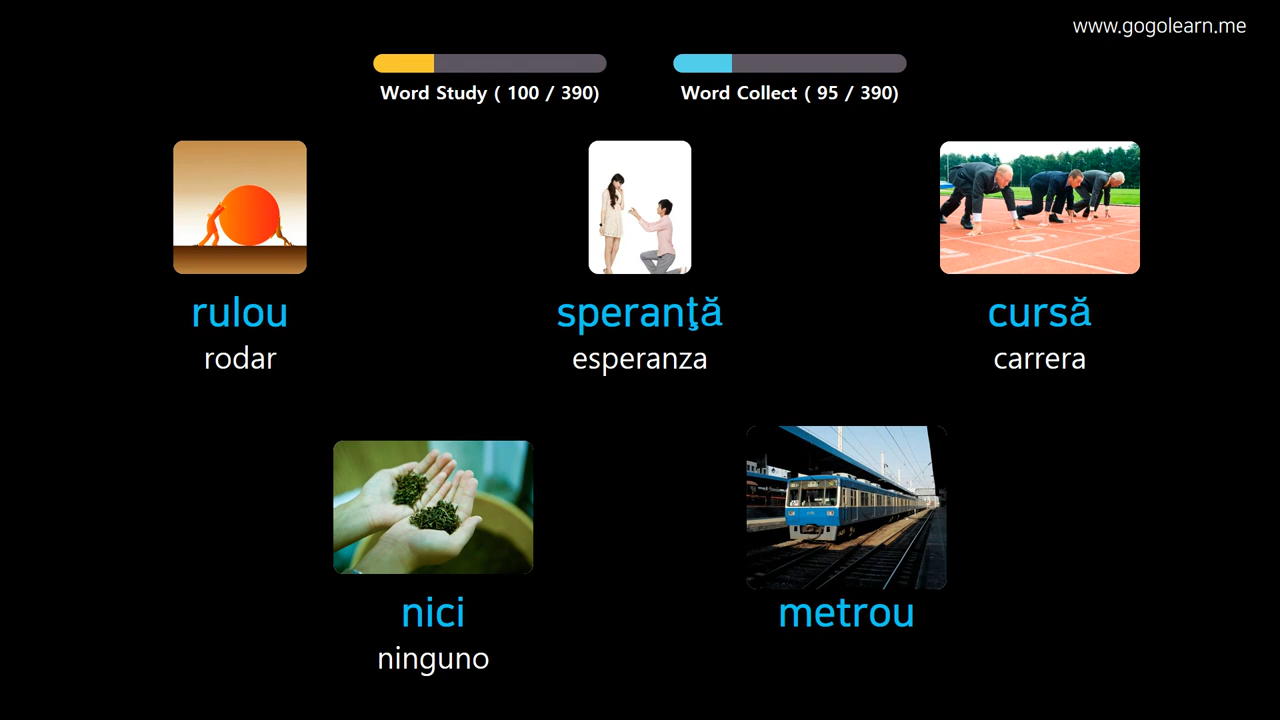 www.gogolearn.me
Word Study ( 100 / 390)
Word Collect ( 95 / 390)
rulou
rodar
speranţă
esperanza
cursă
carrera
nici
ninguno
metrou